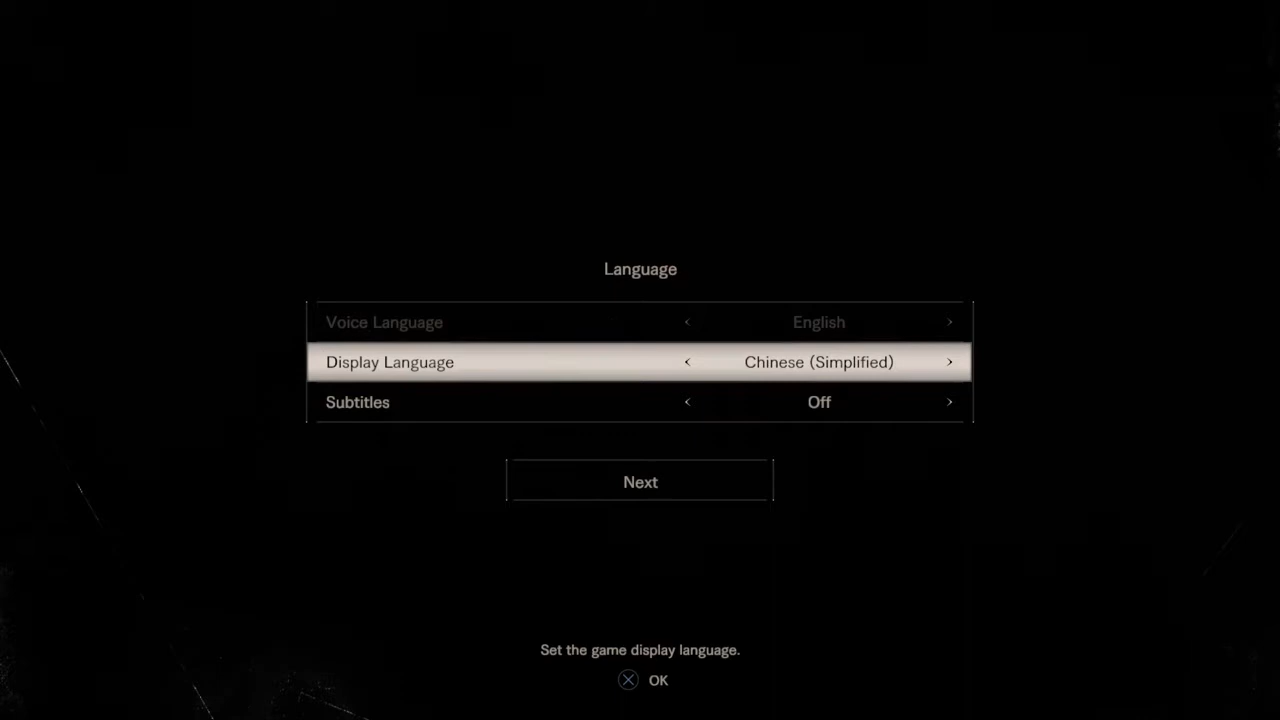 Language
Voice Language < English >
Display Language < Chinese (Simplified) >
Subtitles < Off >
Next
Set the game display language.
OK